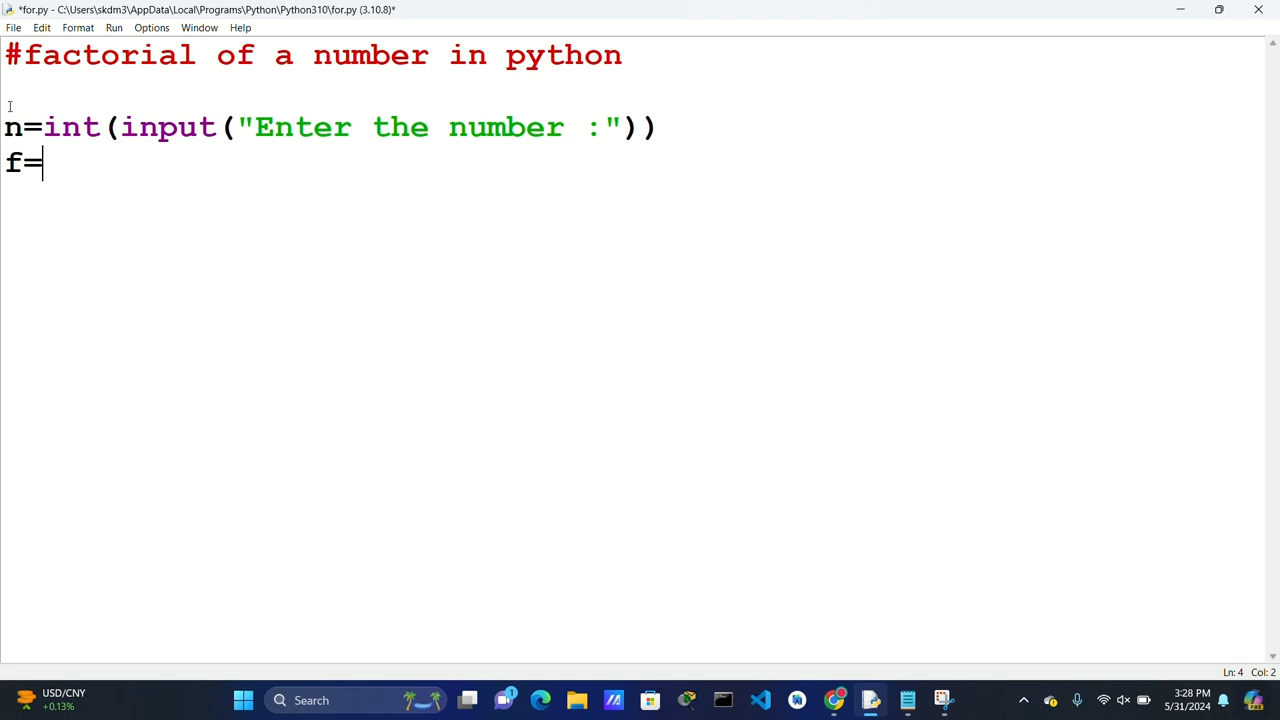 *for.py - C:\Users\skdm3\AppData\Local\Programs\Python\Python310\for.py (3.10.8)*
File Edit Format Run Options Window Help
#factorial of a number in python
n=int(input("Enter the number :"))
f=
Ln: 4 Col: 2
USD/CNY
+0.13%
Search
1
3:28 PM
5/31/2024